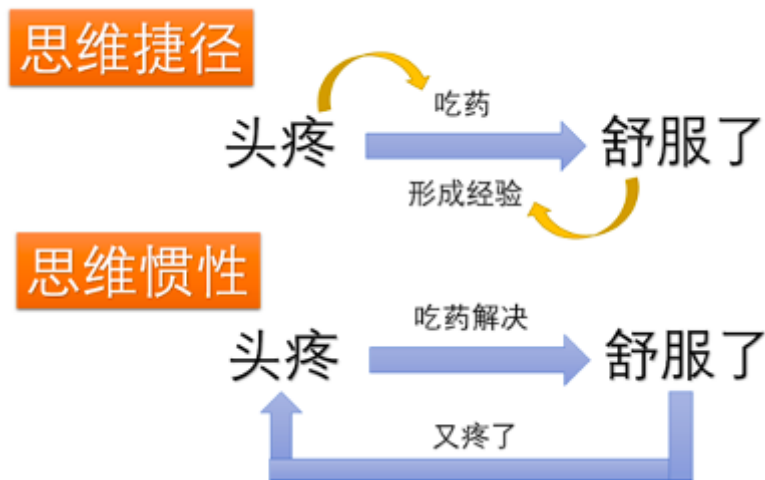 思维捷径
吃药
头疼
舒服了
形成经验
思维惯性
吃药解决
头疼
舒服了
又疼了